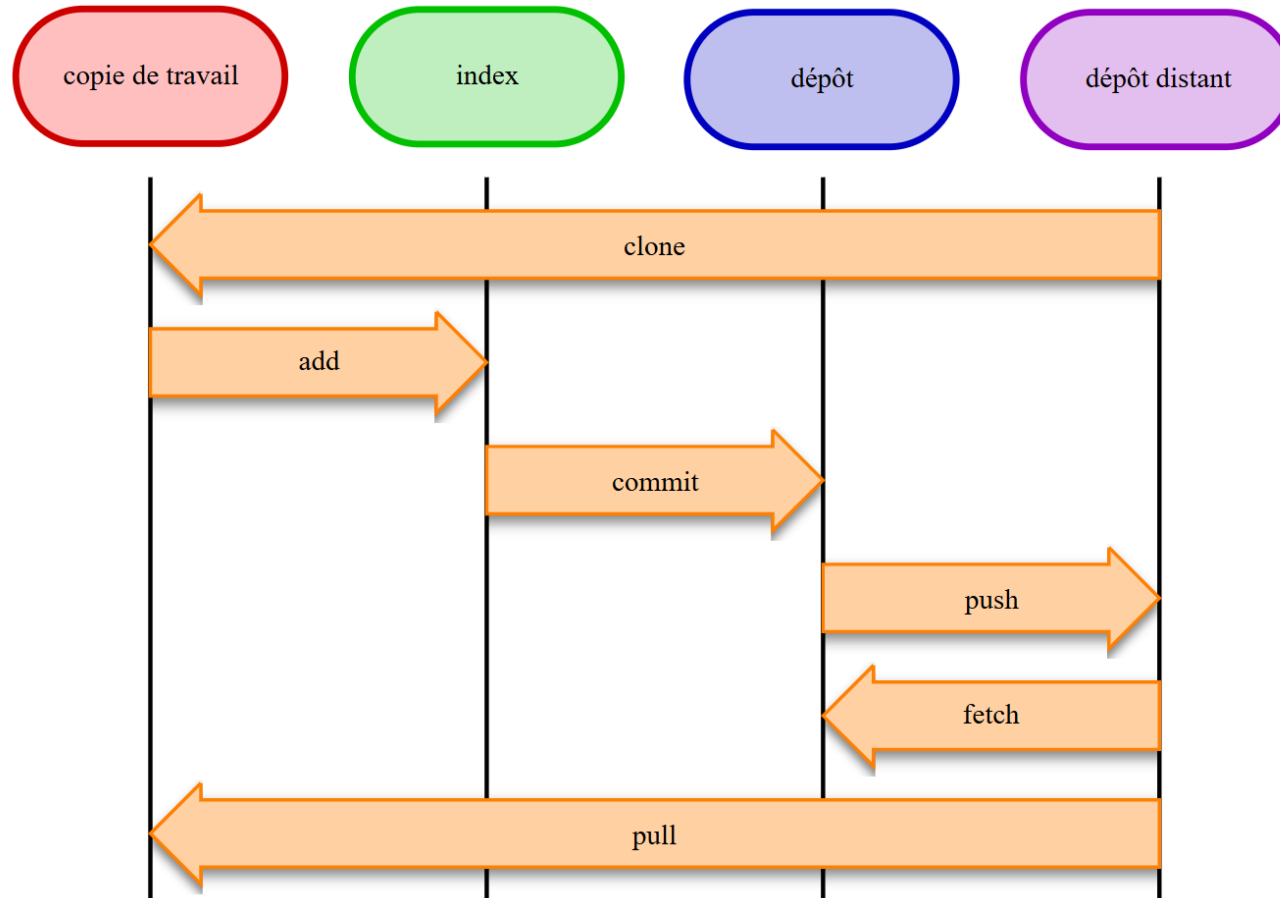 copie de travail
index
dépôt
dépôt distant
clone
add
commit
push
fetch
pull